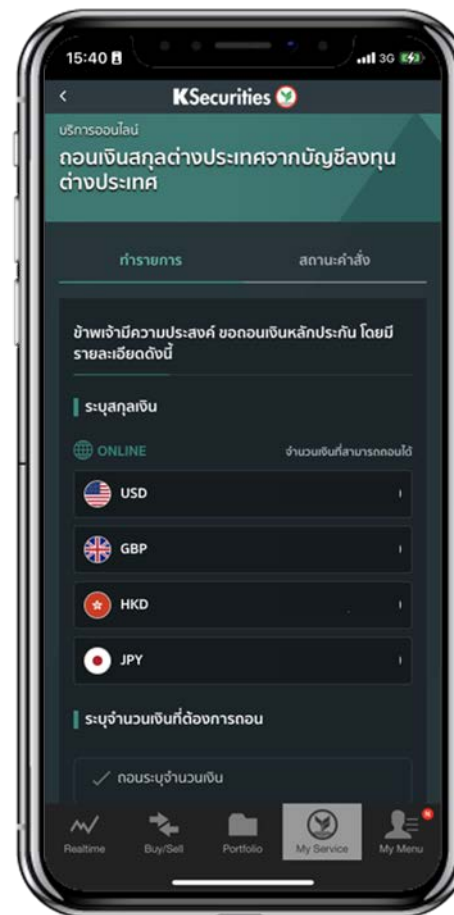 15:40
3G
KSecurities
บริการออนไลน์
ถอนเงินสกุลต่างประเทศจากบัญชีลงทุน
ต่างประเทศ
ทำรายการ
สถานะคำสั่ง
ข้าพเจ้ามีความประสงค์ ขอถอนเงินหลักประกัน โดยมี
รายละเอียดดังนี้
ระบุสกุลเงิน
ONLINE
จำนวนเงินที่สามารถถอนได้
USD
GBP
HKD
JPY
ระบุจำนวนเงินที่ต้องการถอน
ถอนระบุจำนวนเงิน
Realtime
Buy/Sell
Portfolio
My Service
My Menu
N